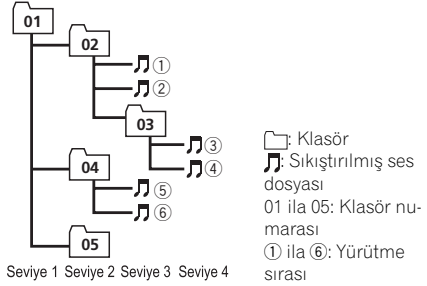 01
02
①
②
03
③
④
04
⑤
⑥
05
Seviye 1 Seviye 2 Seviye 3 Seviye 4
: Klasör
: Sıkıştırılmış ses
dosyası
01 ila 05: Klasör nu-
marası
① ila ⑥: Yürütme
sırası